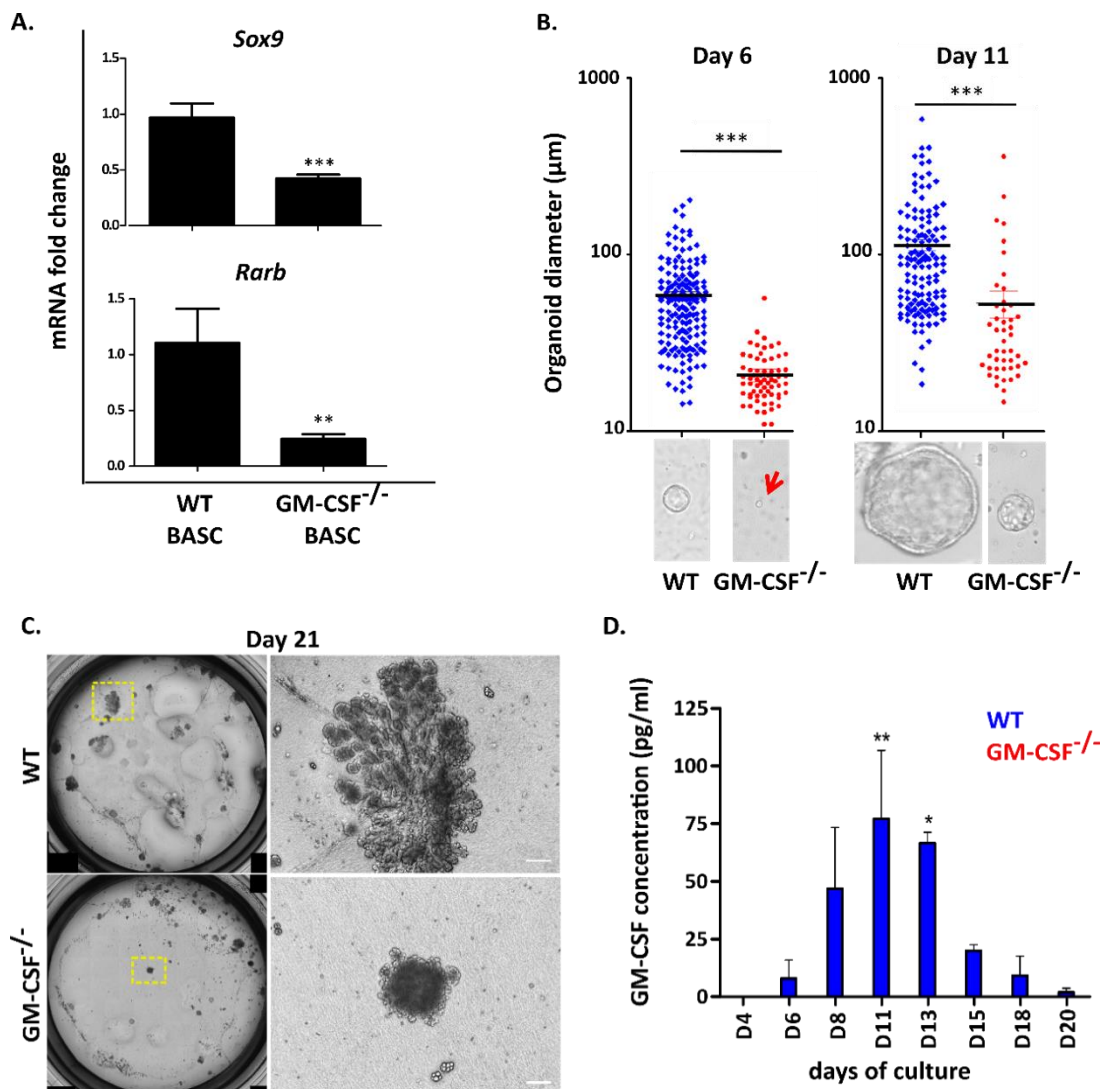 A.
Sox9
1.0
0.5
0.0
***
Rarb
1.5
1.0
0.5
0.0
**
mRNA fold change
WT
BASC
GM-CSF-/-
BASC
B.
Day 6
Day 11
1000
100
10
***
1000
100
10
***
Organoid diameter (µm)
WT
GM-CSF-/-
WT
GM-CSF-/-
C.
Day 21
WT
GM-CSF-/-
D.
125
100
75
50
25
0
GM-CSF concentration (pg/ml)
WT
GM-CSF-/-
**
*
D4
D6
D8
D11
D13
D15
D18
D20
days of culture